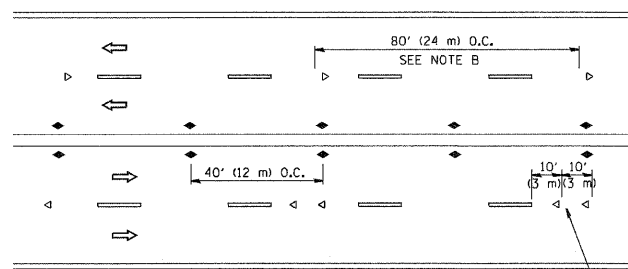 80' (24 m) O.C.
SEE NOTE B
40' (12 m) O.C.
10' 10'
(3 m) (3 m)